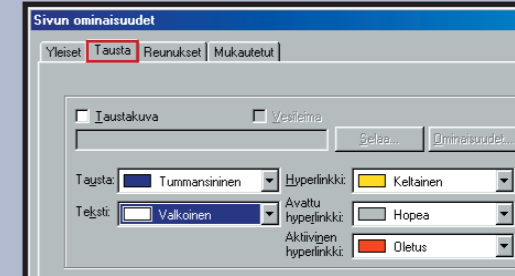 Sivun ominaisuudet
Yleiset Tausta Reunukset Mukautetut
Taustakuva Vesileima
Selaa... Ominaisuudet...
Tausta: Tummansininen Hyperlinkki: Keltainen
Teksti: Valkoinen Avattu hyperlinkki: Hopea
Aktiivinen hyperlinkki: Oletus